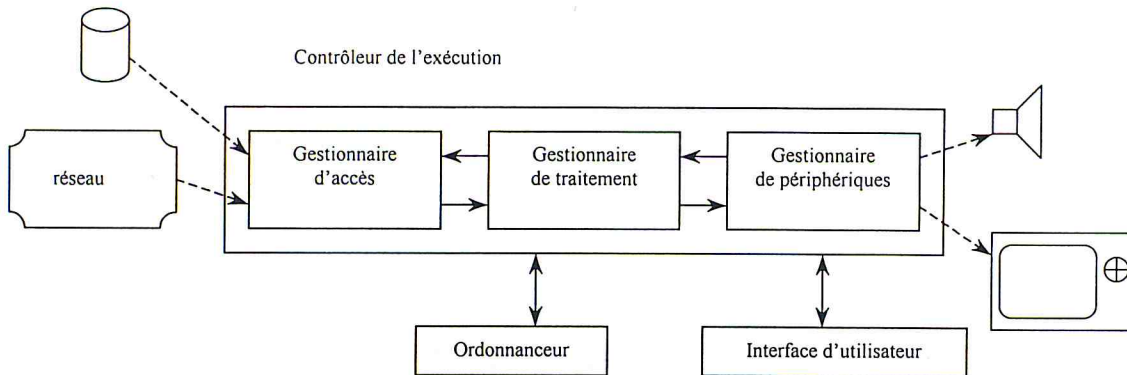 Contrôleur de l'exécution
réseau
Gestionnaire
d'accès
Gestionnaire
de traitement
Gestionnaire
de périphériques
Ordonnanceur
Interface d'utilisateur